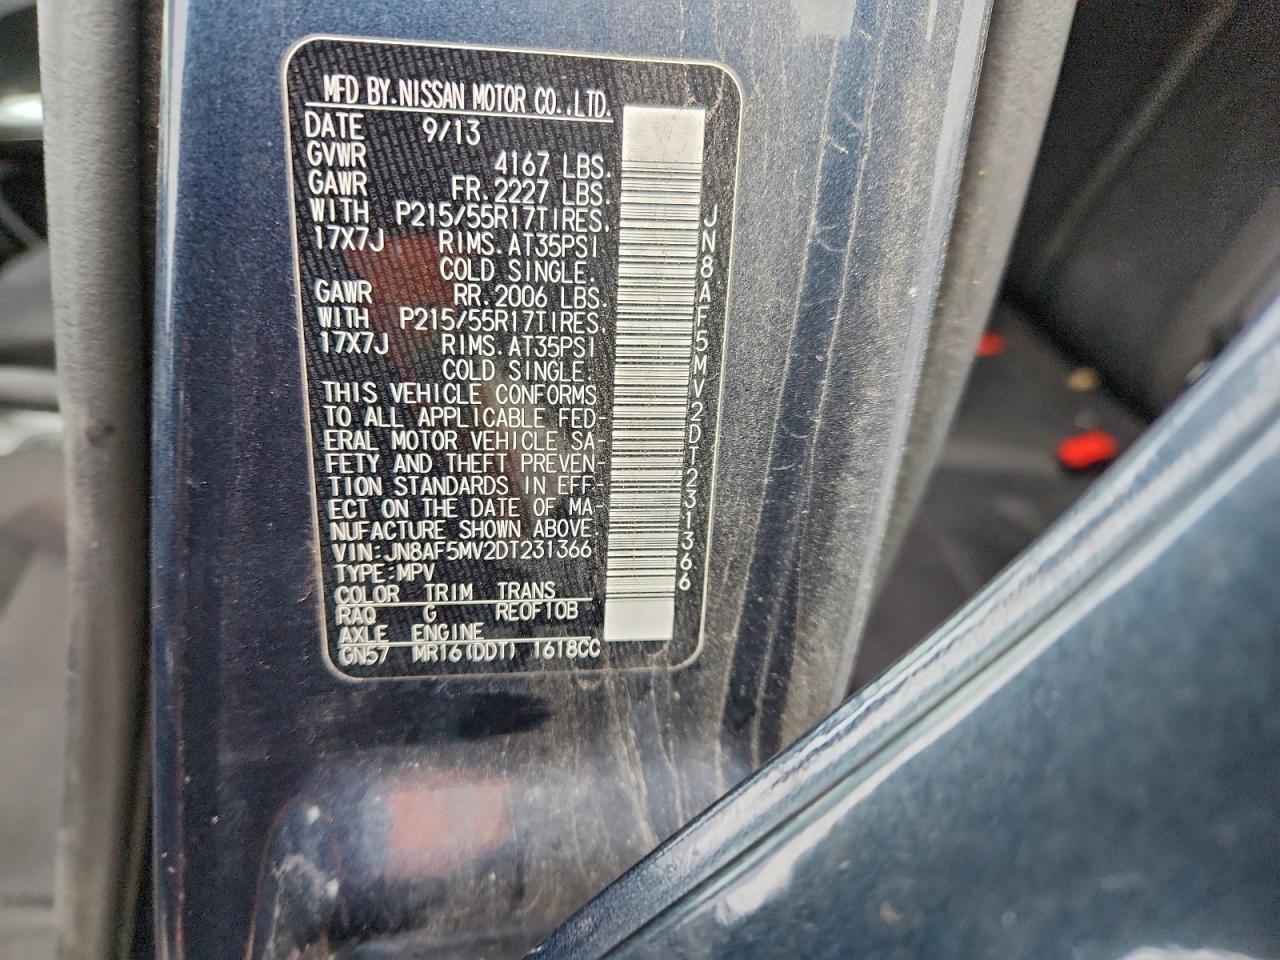 MFD BY.NISSAN MOTOR CO.,LTD.
DATE 9/13
GVWR 4167 LBS.
GAWR FR.2227 LBS.
WITH P215/55R17TIRES.
17X7J RIMS.AT35PSI
COLD SINGLE.
GAWR RR.2006 LBS.
WITH P215/55R17TIRES.
17X7J RIMS.AT35PSI
COLD SINGLE.
THIS VEHICLE CONFORMS
TO ALL APPLICABLE FED-
ERAL MOTOR VEHICLE SA-
FETY AND THEFT PREVEN-
TION STANDARDS IN EFF-
ECT ON THE DATE OF MA-
NUFACTURE SHOWN ABOVE.
VIN:JN8AF5MV2DT231366
TYPE:MPV
COLOR TRIM TRANS
RAQ G RE0F10B
AXLE ENGINE
GN57 MR16(DDT) 1618CC
JN8AF5MV2DT231366